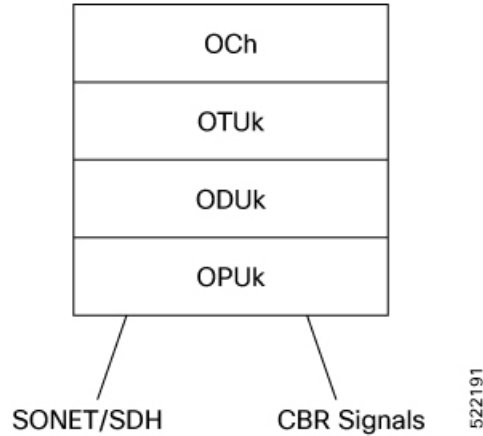 OCh
OTUk
ODUk
OPUk
SONET/SDH
CBR Signals
522191